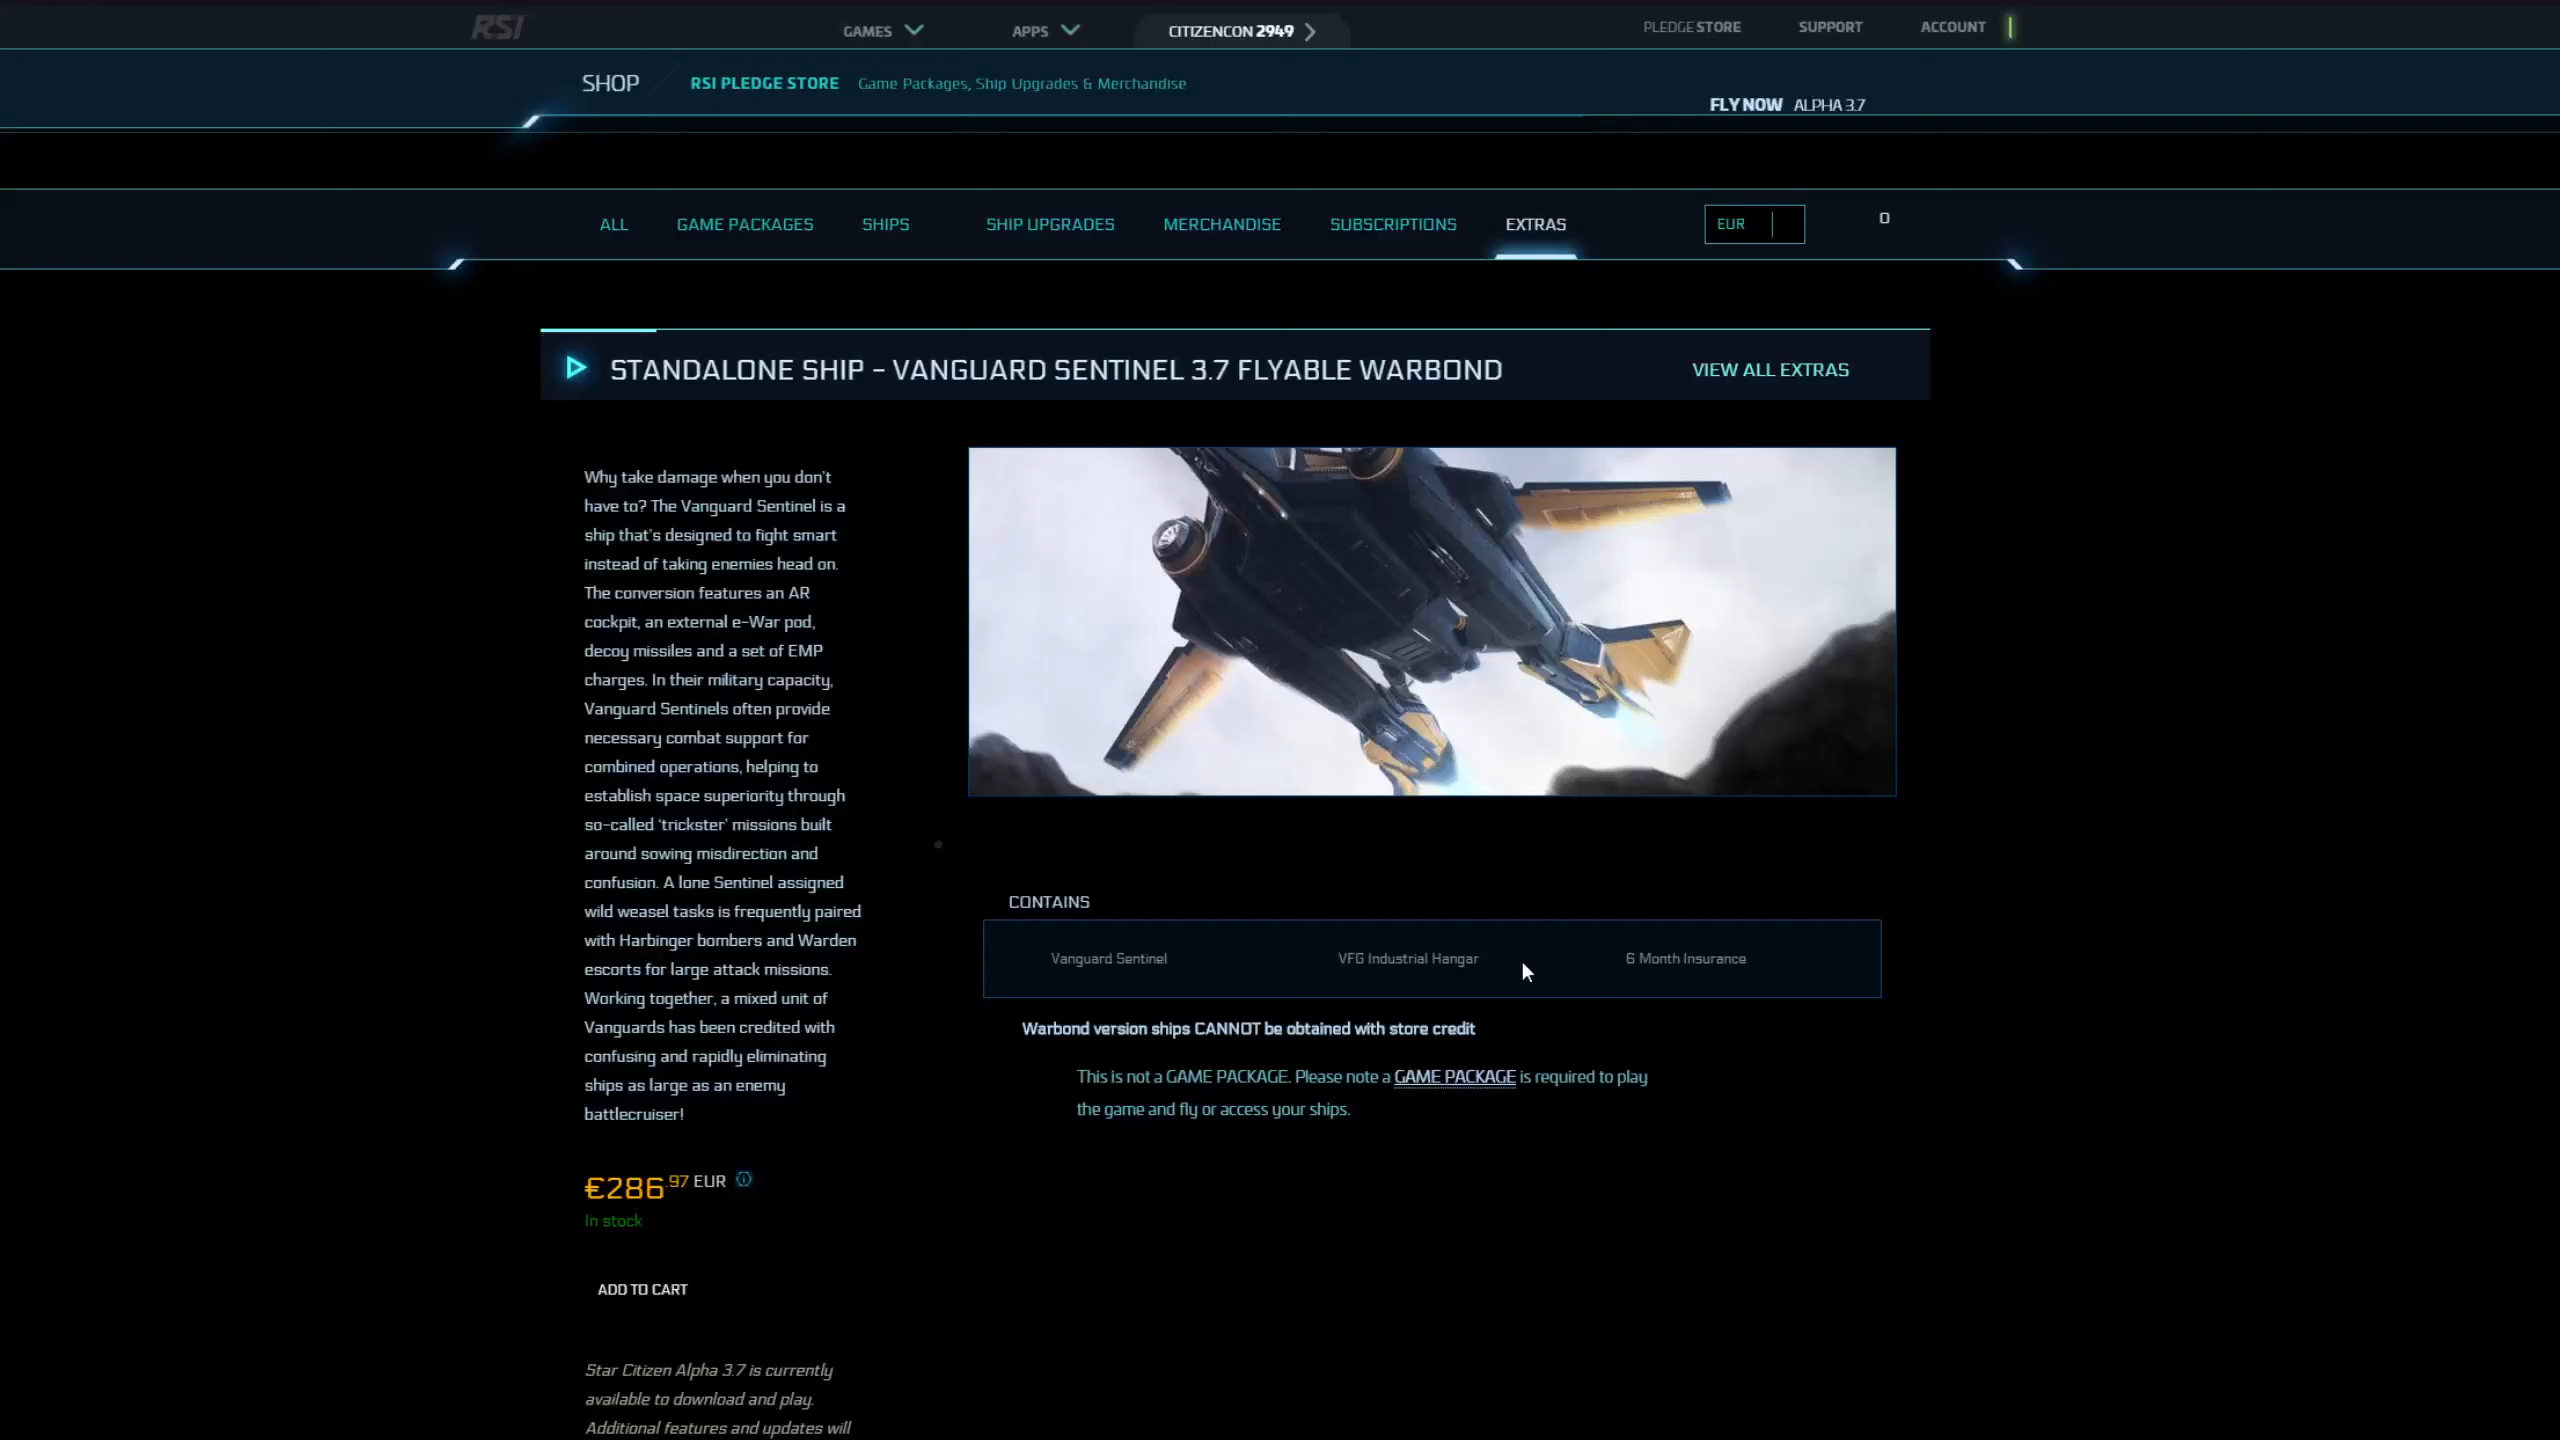 RSI
GAMES
APPS
CITIZENCON 2949
PLEDGE STORE
SUPPORT
ACCOUNT
SHOP
RSI PLEDGE STORE
Game Packages, Ship Upgrades & Merchandise
FLY NOW ALPHA 3.7
ALL
GAME PACKAGES
SHIPS
SHIP UPGRADES
MERCHANDISE
SUBSCRIPTIONS
EXTRAS
EUR
0
STANDALONE SHIP - VANGUARD SENTINEL 3.7 FLYABLE WARBOND
VIEW ALL EXTRAS
Why take damage when you don't
have to? The Vanguard Sentinel is a
ship that's designed to fight smart
instead of taking enemies head on.
The conversion features an AR
cockpit, an external e-War pod,
decoy missiles and a set of EMP
charges. In their military capacity,
Vanguard Sentinels often provide
necessary combat support for
combined operations, helping to
establish space superiority through
so-called 'trickster' missions built
around sowing misdirection and
confusion. A lone Sentinel assigned
wild weasel tasks is frequently paired
with Harbinger bombers and Warden
escorts for large attack missions.
Working together, a mixed unit of
Vanguards has been credited with
confusing and rapidly eliminating
ships as large as an enemy
battlecruiser!
€286.97 EUR
In stock
ADD TO CART
Star Citizen Alpha 3.7 is currently
available to download and play.
Additional features and updates will
CONTAINS
Vanguard Sentinel
VFG Industrial Hangar
6 Month Insurance
Warbond version ships CANNOT be obtained with store credit
This is not a GAME PACKAGE. Please note a GAME PACKAGE is required to play
the game and fly or access your ships.